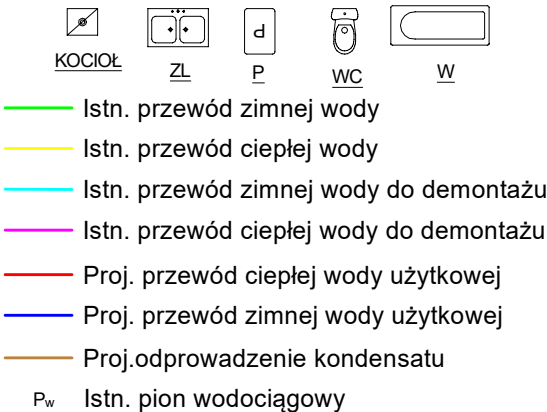 d
KOCIOŁ ZL P WC W
Istn. przewód zimnej wody
Istn. przewód ciepłej wody
Istn. przewód zimnej wody do demontażu
Istn. przewód ciepłej wody do demontażu
Proj. przewód ciepłej wody użytkowej
Proj. przewód zimnej wody użytkowej
Proj.odprowadzenie kondensatu
Pw Istn. pion wodociągowy